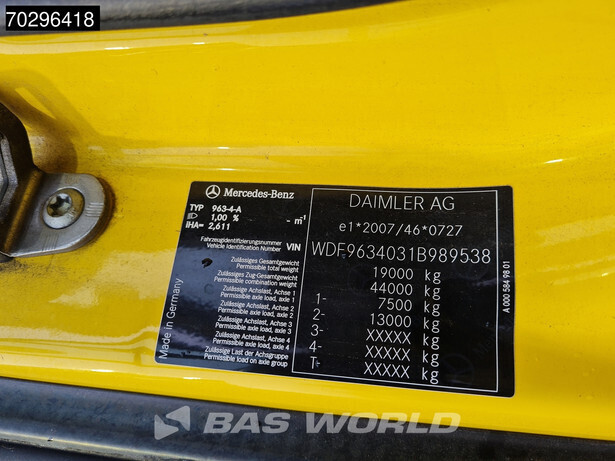 70296418
Mercedes-Benz
TYP 963-4-A
1,00 % - m⁻¹
IHA= 2,611
Fahrzeugidentifizierungsnummer
Vehicle Identification Number VIN
Zulässiges Gesamtgewicht
Permissible total weight
Zulässiges Zug-Gesamtgewicht
Permissible combination weight
Zulässige Achslast, Achse 1
Permissible axle load, axle 1
Zulässige Achslast, Achse 2
Permissible axle load, axle 2
Zulässige Achslast, Achse 3
Permissible axle load, axle 3
Zulässige Achslast, Achse 4
Permissible axle load, axle 4
Zulässige Last der Achsgruppe
Permissible load on axle group
Made in Germany
DAIMLER AG
e1*2007/46*0727
WDF9634031B989538
19000 kg
44000 kg
1- 7500 kg
2- 13000 kg
3- XXXXX kg
4- XXXXX kg
T- XXXXX kg
A 000 584 98 01
BAS WORLD